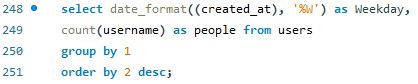 248 select date_format((created_at), '%W') as Weekday,
249 count(username) as people from users
250 group by 1
251 order by 2 desc;